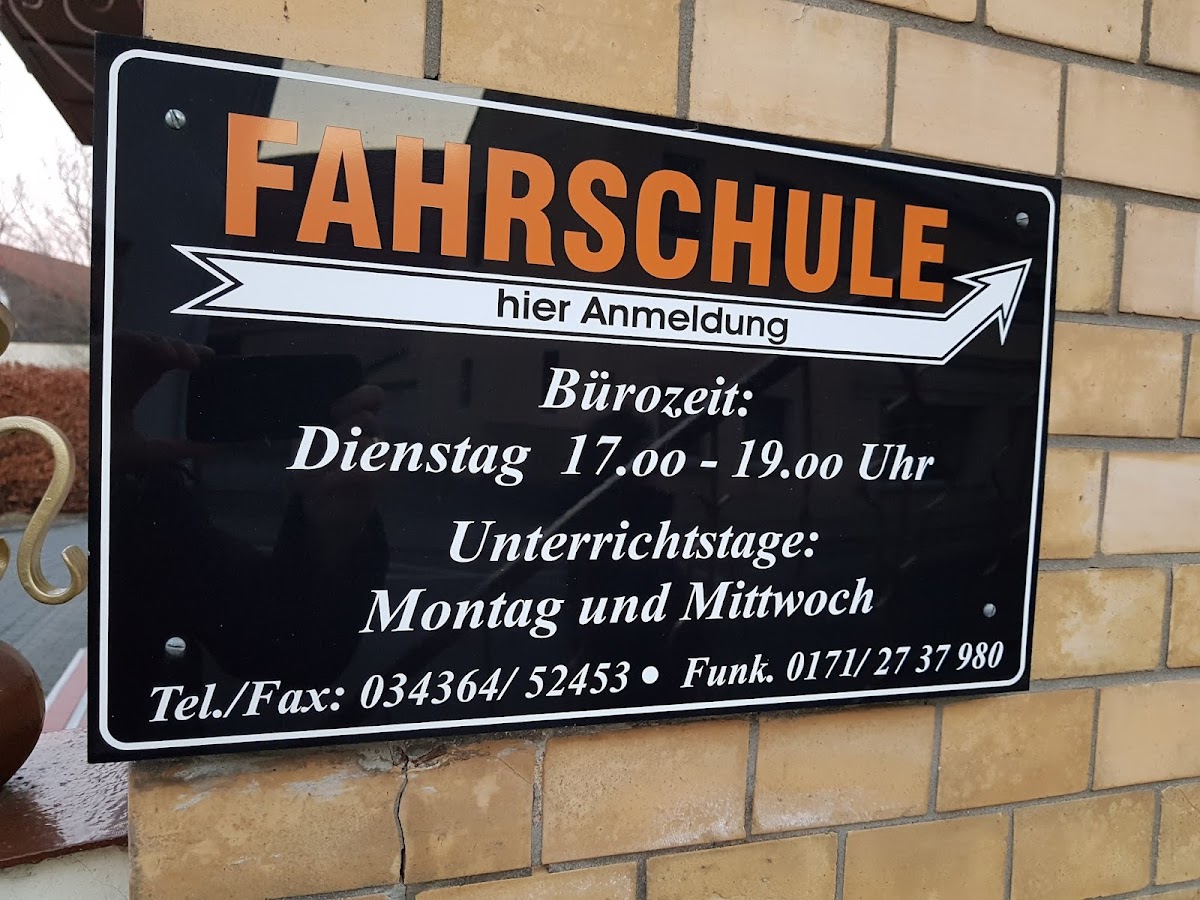 FAHRSCHULE
hier Anmeldung
Bürozeit:
Dienstag 17.oo - 19.oo Uhr
Unterrichtstage:
Montag und Mittwoch
Tel./Fax: 034364/ 52453 • Funk. 0171/ 27 37 980